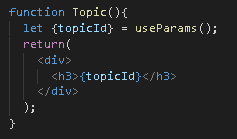 function Topic(){
  let {topicId} = useParams();
  return(
    <div>
      <h3>{topicId}</h3>
    </div>
  );
}